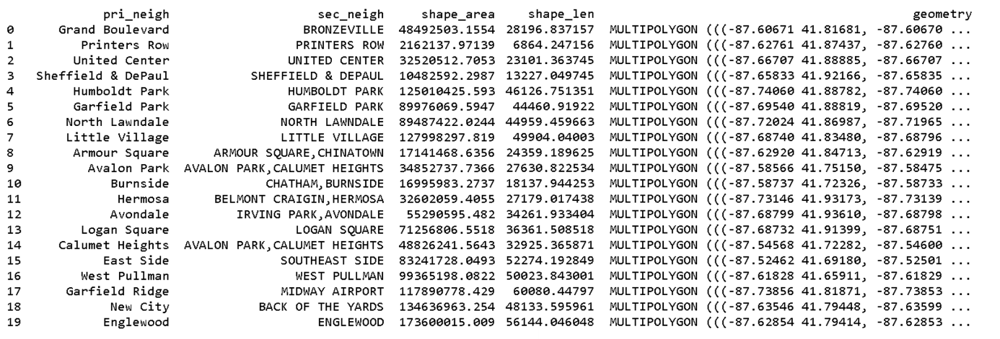 pri_neigh sec_neigh shape_area shape_len geometry
0 Grand Boulevard BRONZEVILLE 48492503.1554 28196.837157 MULTIPOLYGON (((-87.60671 41.81681, -87.60670 ...
1 Printers Row PRINTERS ROW 2162137.97139 6864.247156 MULTIPOLYGON (((-87.62761 41.87437, -87.62760 ...
2 United Center UNITED CENTER 32520512.7053 23101.363745 MULTIPOLYGON (((-87.66707 41.88885, -87.66707 ...
3 Sheffield & DePaul SHEFFIELD & DEPAUL 10482592.2987 13227.049745 MULTIPOLYGON (((-87.65833 41.92166, -87.65835 ...
4 Humboldt Park HUMBOLDT PARK 125010425.593 46126.751351 MULTIPOLYGON (((-87.74060 41.88782, -87.74060 ...
5 Garfield Park GARFIELD PARK 89976069.5947 44460.91922 MULTIPOLYGON (((-87.69540 41.88819, -87.69520 ...
6 North Lawndale NORTH LAWNDALE 89487422.0244 44959.459663 MULTIPOLYGON (((-87.72024 41.86987, -87.71965 ...
7 Little Village LITTLE VILLAGE 127998297.819 49904.04003 MULTIPOLYGON (((-87.68740 41.83480, -87.68796 ...
8 Armour Square ARMOUR SQUARE,CHINATOWN 17141468.6356 24359.189625 MULTIPOLYGON (((-87.62920 41.84713, -87.62919 ...
9 Avalon Park AVALON PARK,CALUMET HEIGHTS 34852737.7366 27630.822534 MULTIPOLYGON (((-87.58566 41.75150, -87.58475 ...
10 Burnside CHATHAM,BURNSIDE 16995983.2737 18137.944253 MULTIPOLYGON (((-87.58737 41.72326, -87.58733 ...
11 Hermosa BELMONT CRAIGIN,HERMOSA 32602059.4055 27179.017438 MULTIPOLYGON (((-87.73146 41.93173, -87.73139 ...
12 Avondale IRVING PARK,AVONDALE 55290595.482 34261.933404 MULTIPOLYGON (((-87.68799 41.93610, -87.68798 ...
13 Logan Square LOGAN SQUARE 71256806.5518 36361.508518 MULTIPOLYGON (((-87.68732 41.91399, -87.68751 ...
14 Calumet Heights AVALON PARK,CALUMET HEIGHTS 48826241.5643 32925.365871 MULTIPOLYGON (((-87.54568 41.72282, -87.54600 ...
15 East Side SOUTHEAST SIDE 83241728.0493 52274.192849 MULTIPOLYGON (((-87.52462 41.69180, -87.52501 ...
16 West Pullman WEST PULLMAN 99365198.0822 50023.843001 MULTIPOLYGON (((-87.61828 41.65911, -87.61829 ...
17 Garfield Ridge MIDWAY AIRPORT 117890778.429 60080.44797 MULTIPOLYGON (((-87.73856 41.81871, -87.73853 ...
18 New City BACK OF THE YARDS 134636963.254 48133.595961 MULTIPOLYGON (((-87.63546 41.79448, -87.63599 ...
19 Englewood ENGLEWOOD 173600015.009 56144.046048 MULTIPOLYGON (((-87.62854 41.79414, -87.62853 ...